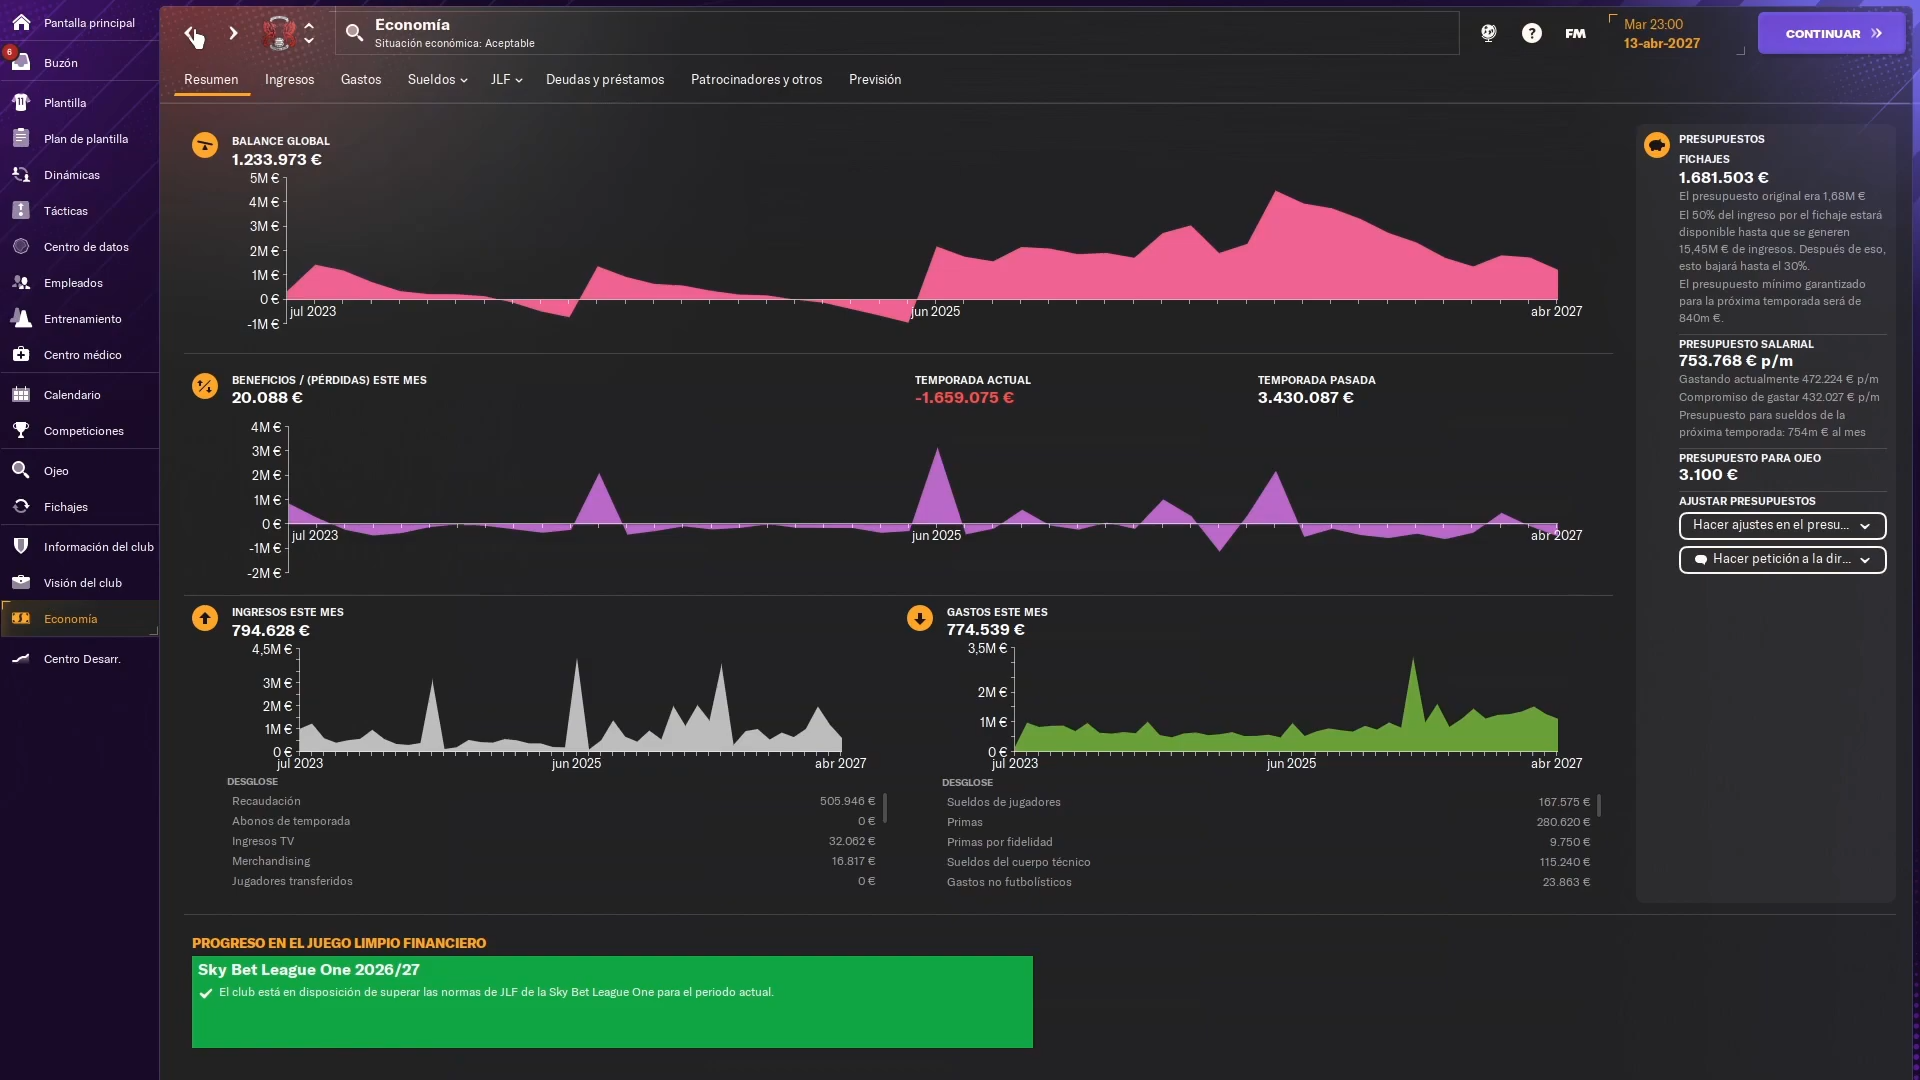 Pantalla principal
6
Buzón
Plantilla
Plan de plantilla
Dinámicas
Tácticas
Centro de datos
Empleados
Entrenamiento
Centro médico
Calendario
Competiciones
Ojeo
Fichajes
Información del club
Visión del club
Economía
Centro Desarr.
Economía
Situación económica: Aceptable
?
FM
Mar 23:00
13-abr-2027
CONTINUAR
Resumen
Ingresos
Gastos
Sueldos
JLF
Deudas y préstamos
Patrocinadores y otros
Previsión
BALANCE GLOBAL
1.233.973 €
5M €
4M €
3M €
2M €
1M €
0 €
-1M €
jul 2023
jun 2025
abr 2027
BENEFICIOS / (PÉRDIDAS) ESTE MES
20.088 €
TEMPORADA ACTUAL
-1.659.075 €
TEMPORADA PASADA
3.430.087 €
4M €
3M €
2M €
1M €
0 €
-1M €
-2M €
jul 2023
jun 2025
abr 2027
INGRESOS ESTE MES
794.628 €
4,5M €
3M €
2M €
1M €
0 €
jul 2023
jun 2025
abr 2027
DESGLOSE
Recaudación 505.946 €
Abonos de temporada 0 €
Ingresos TV 32.062 €
Merchandising 16.817 €
Jugadores transferidos 0 €
GASTOS ESTE MES
774.539 €
3,5M €
2M €
1M €
0 €
jul 2023
jun 2025
abr 2027
DESGLOSE
Sueldos de jugadores 167.575 €
Primas 280.620 €
Primas por fidelidad 9.750 €
Sueldos del cuerpo técnico 115.240 €
Gastos no futbolísticos 23.863 €
PRESUPUESTOS
FICHAJES
1.681.503 €
El presupuesto original era 1,68M €
El 50% del ingreso por el fichaje estará
disponible hasta que se generen
15,45M € de ingresos. Después de eso,
esto bajará hasta el 30%.
El presupuesto mínimo garantizado
para la próxima temporada será de
840m €.
PRESUPUESTO SALARIAL
753.768 € p/m
Gastando actualmente 472.224 € p/m
Compromiso de gastar 432.027 € p/m
Presupuesto para sueldos de la
próxima temporada: 754m € al mes
PRESUPUESTO PARA OJEO
3.100 €
AJUSTAR PRESUPUESTOS
Hacer ajustes en el presu...
Hacer petición a la dir...
PROGRESO EN EL JUEGO LIMPIO FINANCIERO
Sky Bet League One 2026/27
El club está en disposición de superar las normas de JLF de la Sky Bet League One para el periodo actual.